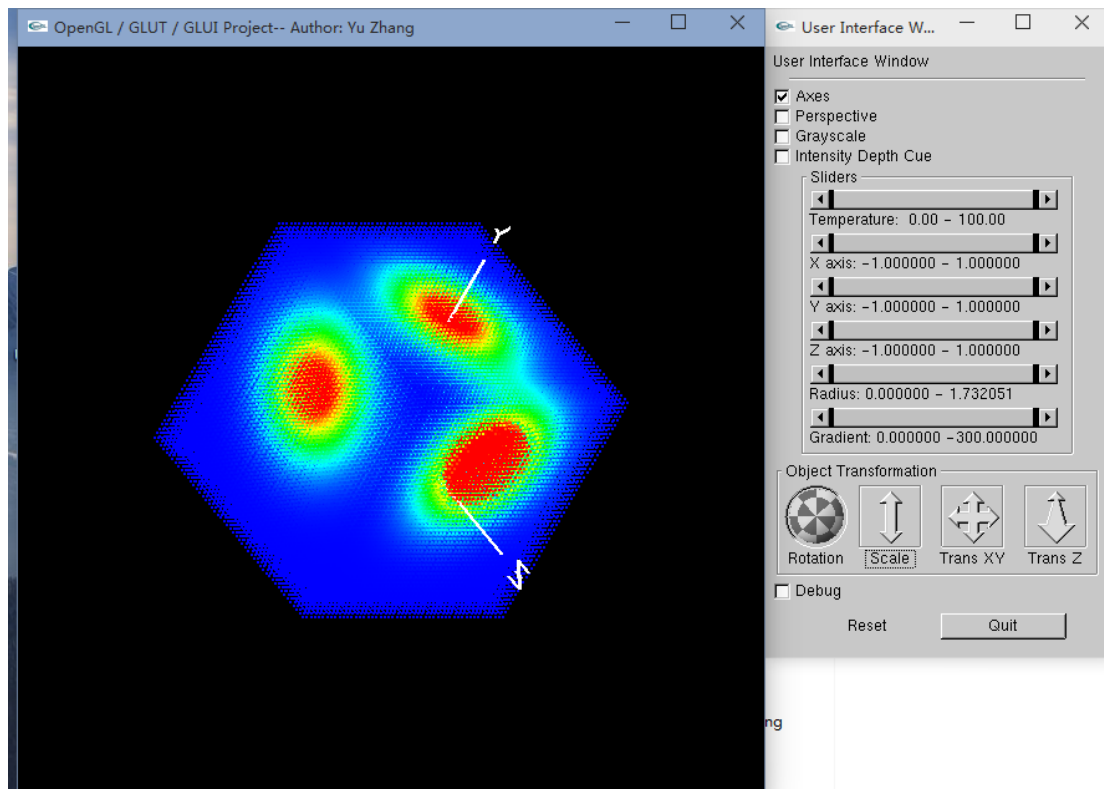 OpenGL / GLUT / GLUI Project-- Author: Yu Zhang
Y
Z
User Interface W...
User Interface Window
Axes
Perspective
Grayscale
Intensity Depth Cue
Sliders
Temperature: 0.00 - 100.00
X axis: -1.000000 - 1.000000
Y axis: -1.000000 - 1.000000
Z axis: -1.000000 - 1.000000
Radius: 0.000000 - 1.732051
Gradient: 0.000000 -300.000000
Object Transformation
Rotation Scale Trans XY Trans Z
Debug
Reset Quit
ng